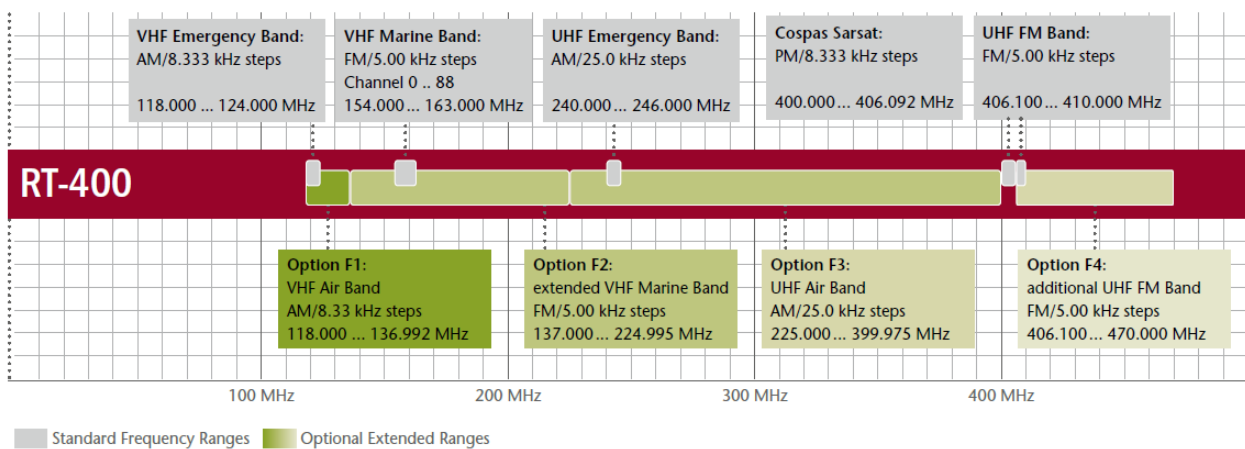 VHF Emergency Band:
AM/8.333 kHz steps
118.000 ... 124.000 MHz
VHF Marine Band:
FM/5.00 kHz steps
Channel 0 .. 88
154.000 ... 163.000 MHz
UHF Emergency Band:
AM/25.0 kHz steps
240.000 ... 246.000 MHz
Cospas Sarsat:
PM/8.333 kHz steps
400.000 ... 406.092 MHz
UHF FM Band:
FM/5.00 kHz steps
406.100 ... 410.000 MHz
RT-400
Option F1:
VHF Air Band
AM/8.33 kHz steps
118.000 ... 136.992 MHz
Option F2:
extended VHF Marine Band
FM/5.00 kHz steps
137.000 ... 224.995 MHz
Option F3:
UHF Air Band
AM/25.0 kHz steps
225.000 ... 399.975 MHz
Option F4:
additional UHF FM Band
FM/5.00 kHz steps
406.100 ... 470.000 MHz
100 MHz
200 MHz
300 MHz
400 MHz
Standard Frequency Ranges
Optional Extended Ranges